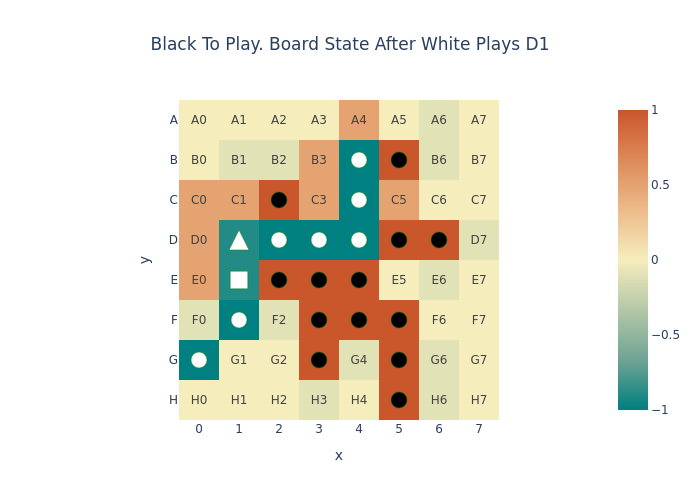 Black To Play. Board State After White Plays D1
A A0 A1 A2 A3 A4 A5 A6 A7
B B0 B1 B2 B3 B6 B7
C C0 C1 C3 C5 C6 C7
D D0 D7
E E0 E5 E6 E7
F F0 F2 F6 F7
G G1 G2 G4 G6 G7
H H0 H1 H2 H3 H4 H6 H7
0 1 2 3 4 5 6 7
x
y
1
0.5
0
−0.5
−1